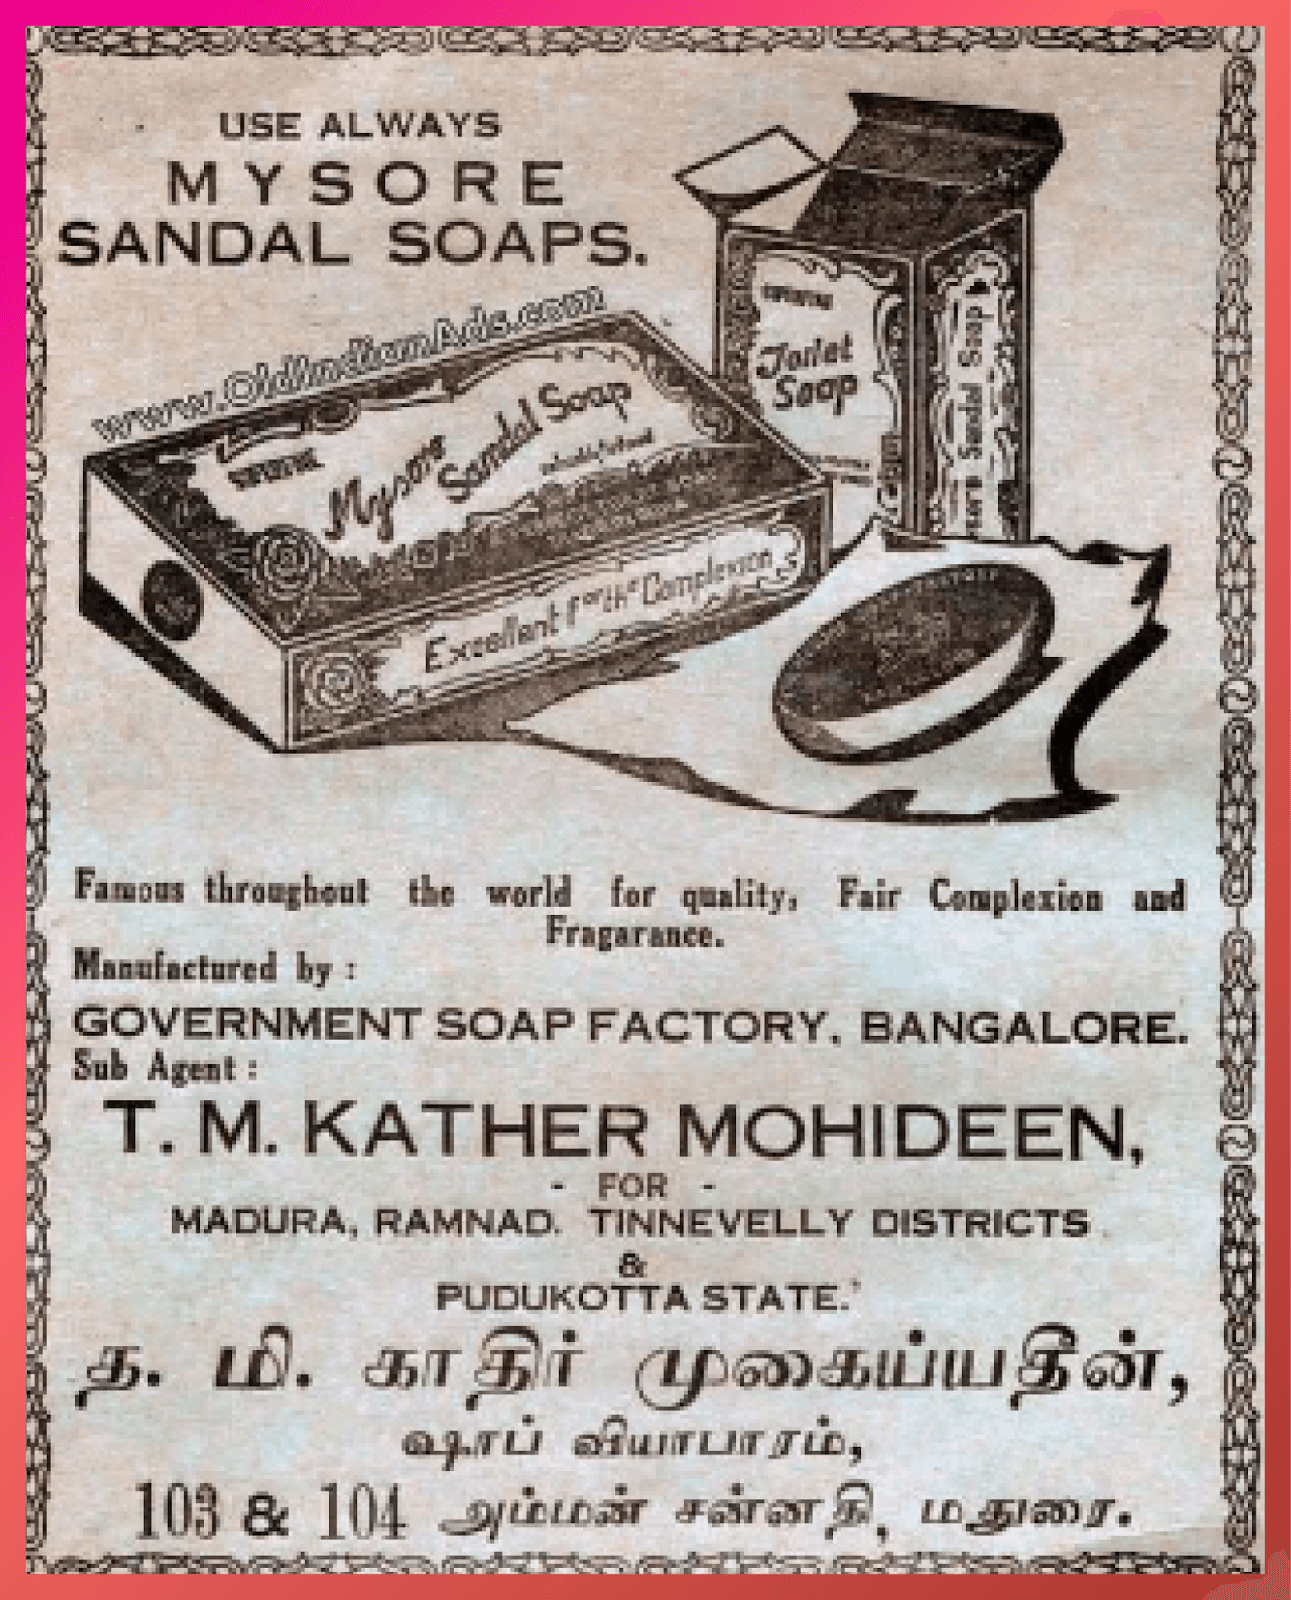 USE ALWAYS
MYSORE
SANDAL SOAPS.
www.OldIndianAds.com
Toilet
Soap
Sandal Soap
Mysore
Sandal Soap
Excellent For the Complexion
Famous throughout the world for quality, Fair Complexion and
Fragarance.
Manufactured by :
GOVERNMENT SOAP FACTORY, BANGALORE.
Sub Agent :
T. M. KATHER MOHIDEEN,
- FOR -
MADURA, RAMNAD. TINNEVELLY DISTRICTS
&
PUDUKOTTA STATE.
த. மி. காதிர் முகைய்யதீன்,
ஷாப் வியாபாரம்,
103 & 104 அம்மன் சன்னதி, மதுரை.